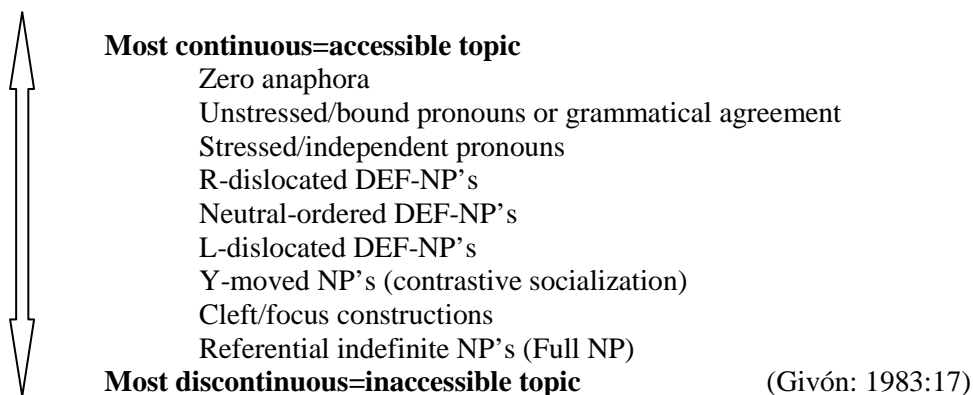 Most continuous=accessible topic
Zero anaphora
Unstressed/bound pronouns or grammatical agreement
Stressed/independent pronouns
R-dislocated DEF-NP’s
Neutral-ordered DEF-NP’s
L-dislocated DEF-NP’s
Y-moved NP’s (contrastive socialization)
Cleft/focus constructions
Referential indefinite NP’s (Full NP)
Most discontinuous=inaccessible topic (Givón: 1983:17)